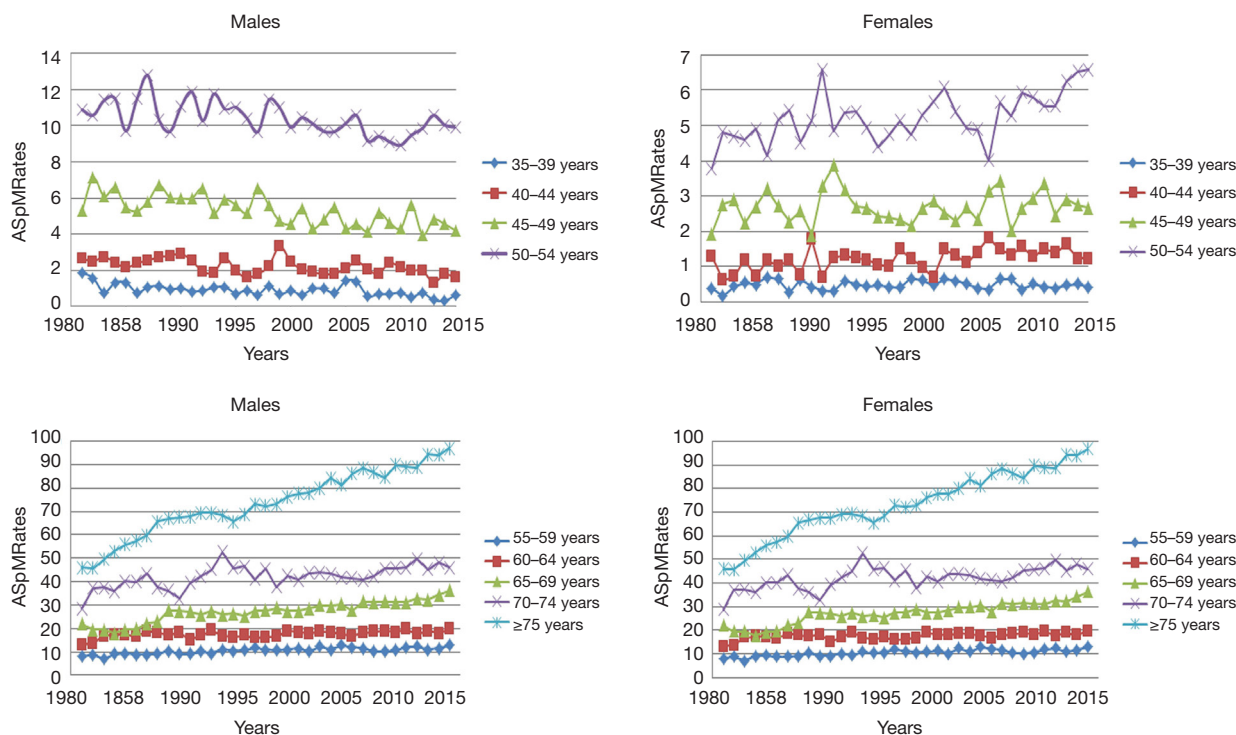 Males
14
12
10
8
6
4
2
0
ASpMRates
1980 1858 1990 1995 2000 2005 2010 2015
Years
35–39 years
40–44 years
45–49 years
50–54 years
Females
7
6
5
4
3
2
1
0
ASpMRates
1980 1858 1990 1995 2000 2005 2010 2015
Years
35–39 years
40–44 years
45–49 years
50–54 years
Males
100
90
80
70
60
50
40
30
20
10
0
ASpMRates
1980 1858 1990 1995 2000 2005 2010 2015
Years
55–59 years
60–64 years
65–69 years
70–74 years
≥75 years
Females
100
90
80
70
60
50
40
30
20
10
0
ASpMRates
1980 1858 1990 1995 2000 2005 2010 2015
Years
55–59 years
60–64 years
65–69 years
70–74 years
≥75 years